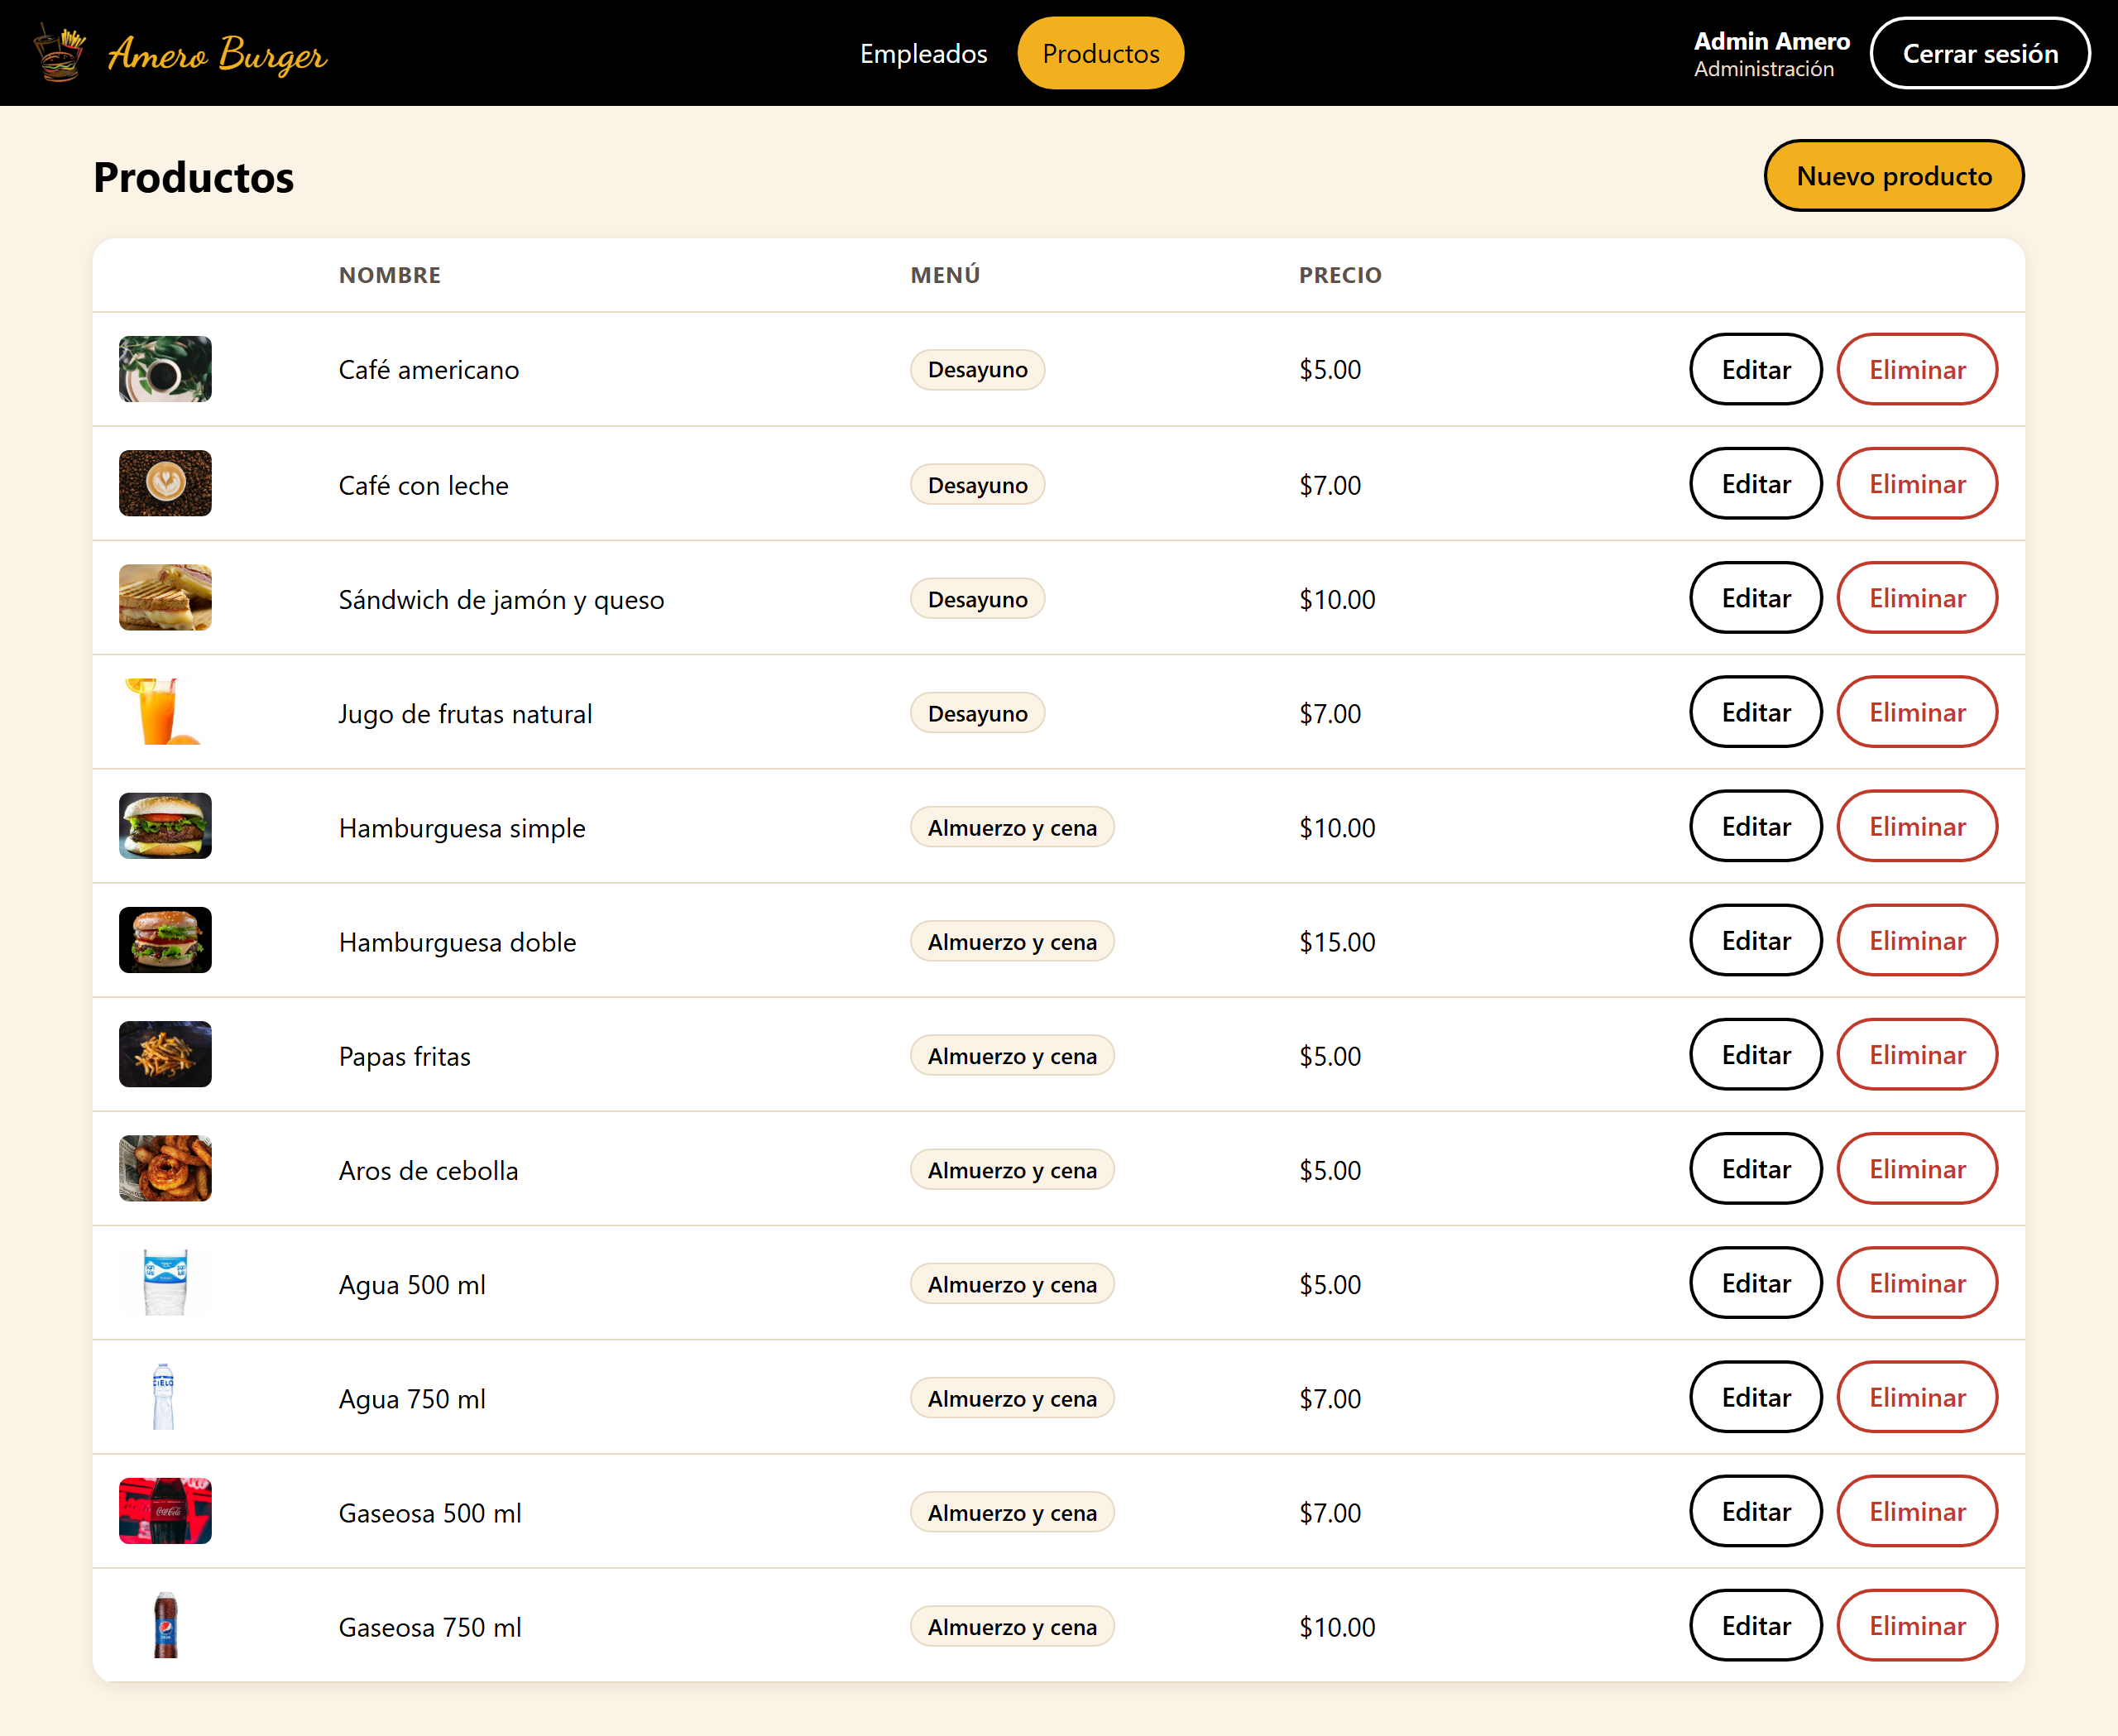 Amero Burger
Empleados
Productos
Admin Amero
Administración
Cerrar sesión
Productos
Nuevo producto
NOMBRE MENÚ PRECIO
Café americano Desayuno $5.00 Editar Eliminar
Café con leche Desayuno $7.00 Editar Eliminar
Sándwich de jamón y queso Desayuno $10.00 Editar Eliminar
Jugo de frutas natural Desayuno $7.00 Editar Eliminar
Hamburguesa simple Almuerzo y cena $10.00 Editar Eliminar
Hamburguesa doble Almuerzo y cena $15.00 Editar Eliminar
Papas fritas Almuerzo y cena $5.00 Editar Eliminar
Aros de cebolla Almuerzo y cena $5.00 Editar Eliminar
Agua 500 ml Almuerzo y cena $5.00 Editar Eliminar
CIELO
Agua 750 ml Almuerzo y cena $7.00 Editar Eliminar
Coca-Cola
Gaseosa 500 ml Almuerzo y cena $7.00 Editar Eliminar
Gaseosa 750 ml Almuerzo y cena $10.00 Editar Eliminar